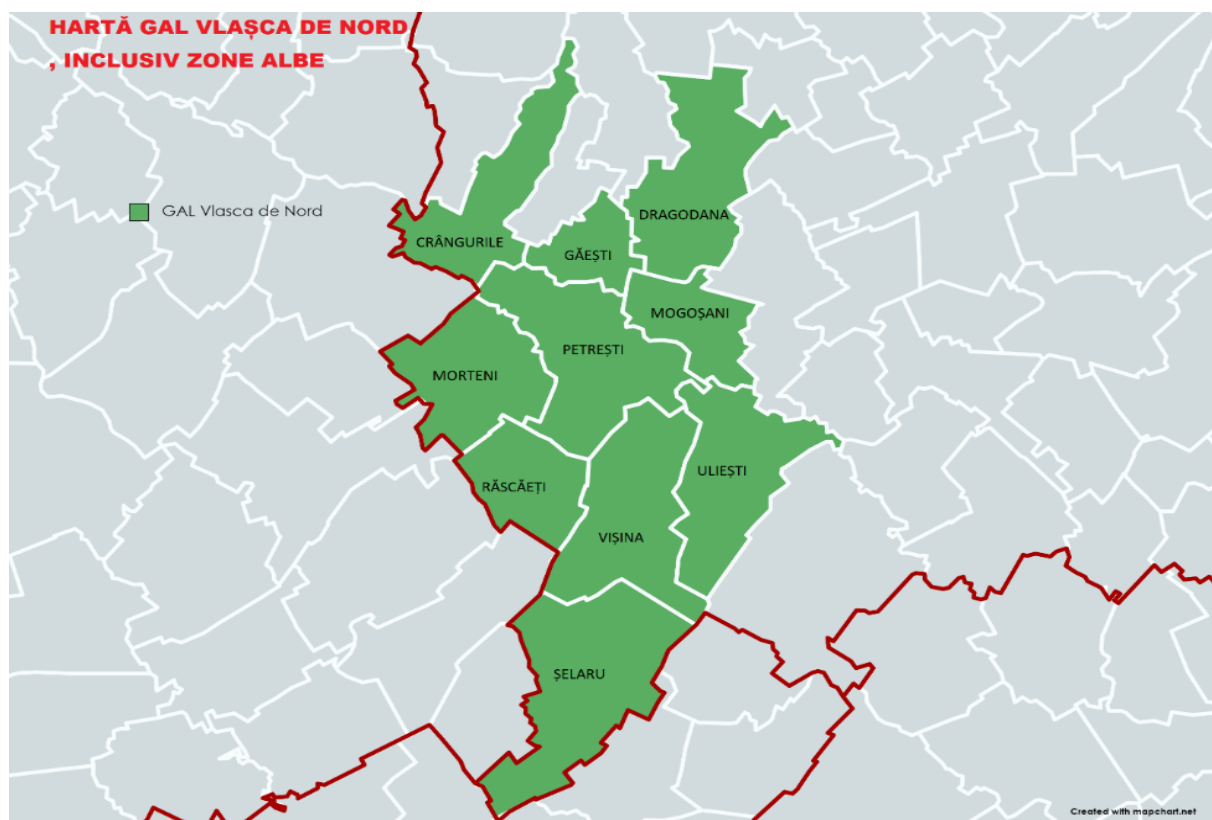 HARTĂ GAL VLAȘCA DE NORD
, INCLUSIV ZONE ALBE
GAL Vlasca de Nord
DRAGODANA
CRÂNGURILE
GĂEȘTI
MOGOȘANI
PETREȘTI
MORTENI
ULIEȘTI
RĂSCĂEȚI
VIȘINA
ȘELARU
Created with mapchart.net